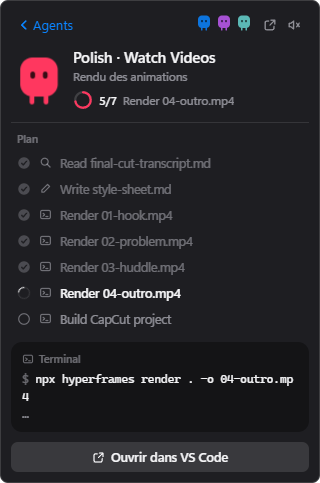 Agents
Polish · Watch Videos
Rendu des animations
5/7 Render 04-outro.mp4
Plan
Read final-cut-transcript.md
Write style-sheet.md
Render 01-hook.mp4
Render 02-problem.mp4
Render 03-huddle.mp4
Render 04-outro.mp4
Build CapCut project
Terminal
$ npx hyperframes render . -o 04-outro.mp
4
…
Ouvrir dans VS Code